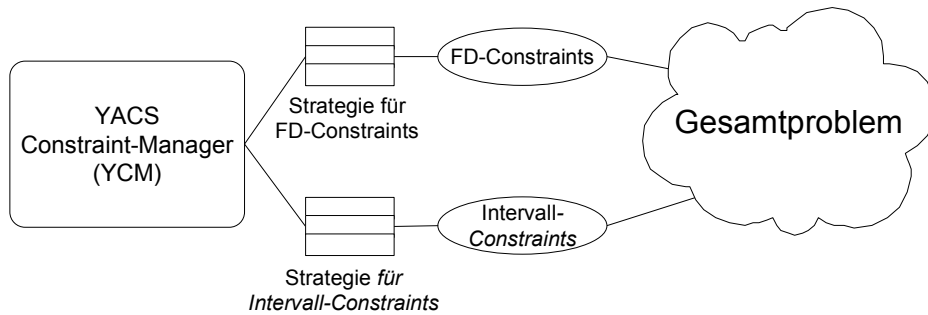 YACS
Constraint-Manager
(YCM)
Strategie für
FD-Constraints
FD-Constraints
Gesamtproblem
Strategie für
Intervall-Constraints
Intervall-
Constraints